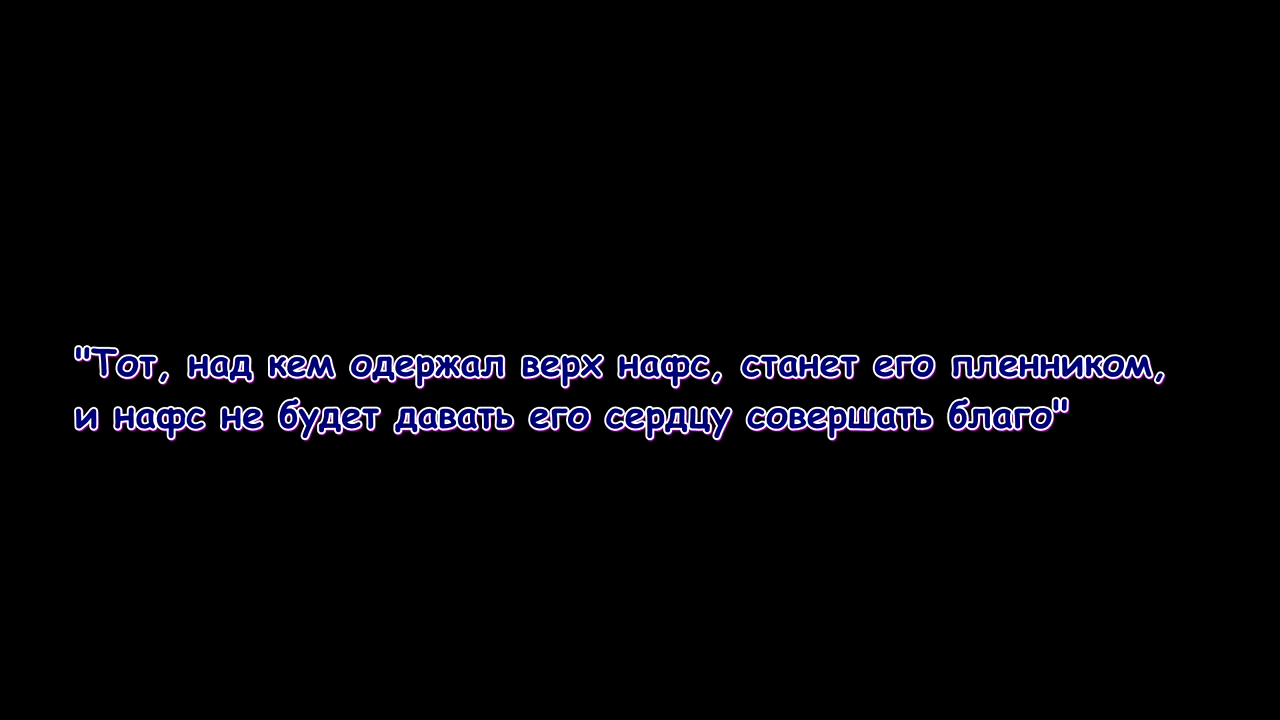 "Тот, над кем одержал верх нафс, станет его пленником,
и нафс не будет давать его сердцу совершать благо"